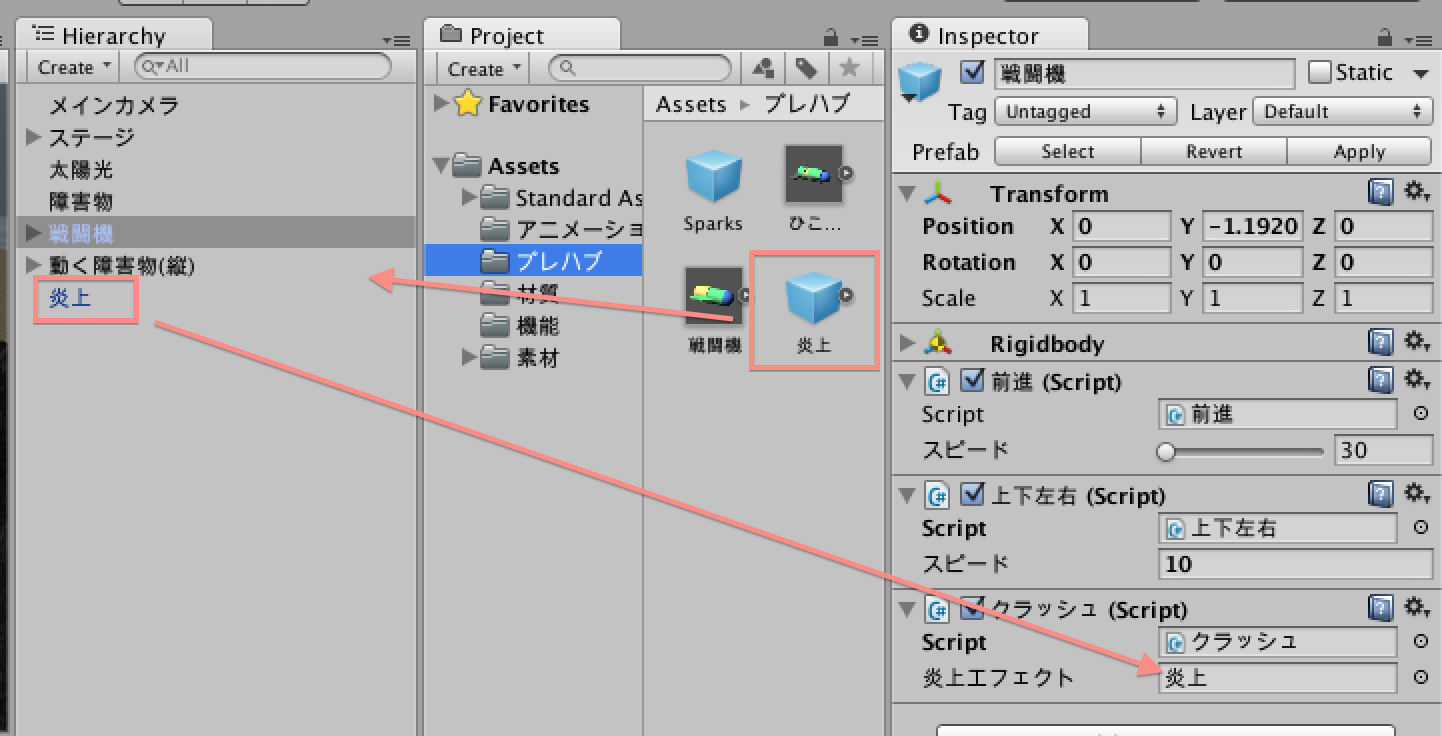 Hierarchy
Create
All
メインカメラ
ステージ
太陽光
障害物
戦闘機
動く障害物(縦)
炎上
Project
Create
Favorites
Assets
Standard As
アニメーショ
プレハブ
材質
機能
素材
Assets プレハブ
Sparks
ひこ...
戦闘機
炎上
Inspector
戦闘機
Static
Tag Untagged Layer Default
Prefab Select Revert Apply
Transform
Position X 0 Y -1.1920 Z 0
Rotation X 0 Y 0 Z 0
Scale X 1 Y 1 Z 1
Rigidbody
C# 前進 (Script)
Script 前進
スピード 30
C# 上下左右 (Script)
Script 上下左右
スピード 10
C# クラッシュ (Script)
Script クラッシュ
炎上エフェクト 炎上